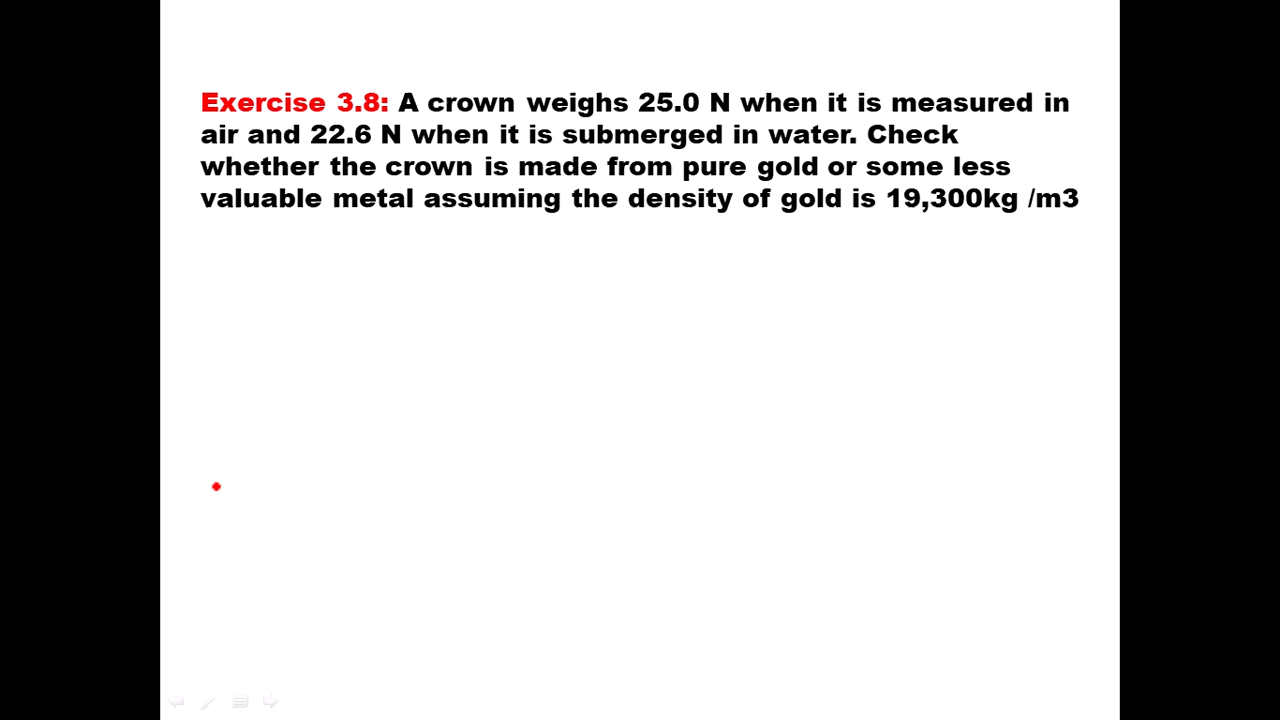 Exercise 3.8: A crown weighs 25.0 N when it is measured in
air and 22.6 N when it is submerged in water. Check
whether the crown is made from pure gold or some less
valuable metal assuming the density of gold is 19,300kg /m3